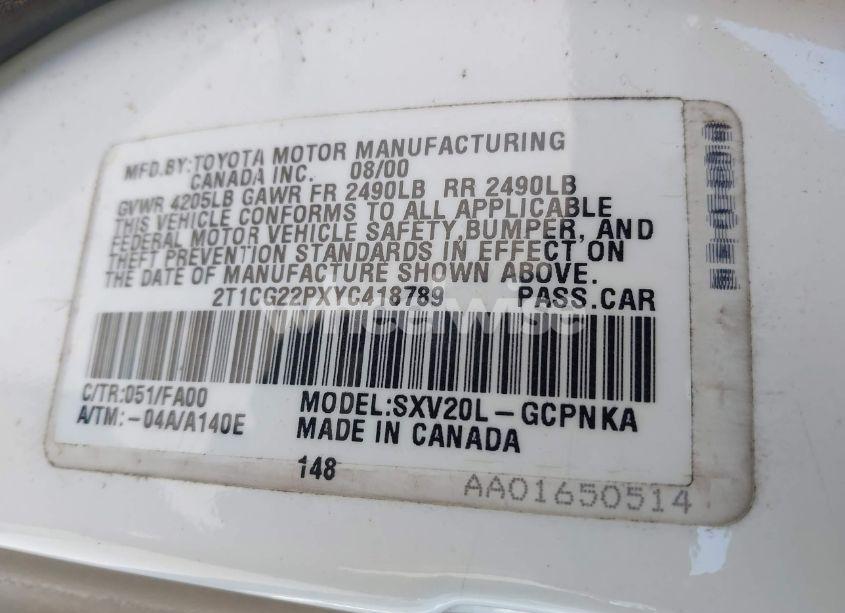 MFD.BY:TOYOTA MOTOR MANUFACTURING
CANADA INC. 08/00
GVWR 4205LB GAWR FR 2490LB RR 2490LB
THIS VEHICLE CONFORMS TO ALL APPLICABLE
FEDERAL MOTOR VEHICLE SAFETY,BUMPER, AND
THEFT PREVENTION STANDARDS IN EFFECT ON
THE DATE OF MANUFACTURE SHOWN ABOVE.
2T1CG22PXYC418789 PASS.CAR
wheelwise
C/TR:051/FA00 MODEL:SXV20L-GCPNKA
A/TM:-04A/A140E MADE IN CANADA
148
AA01650514